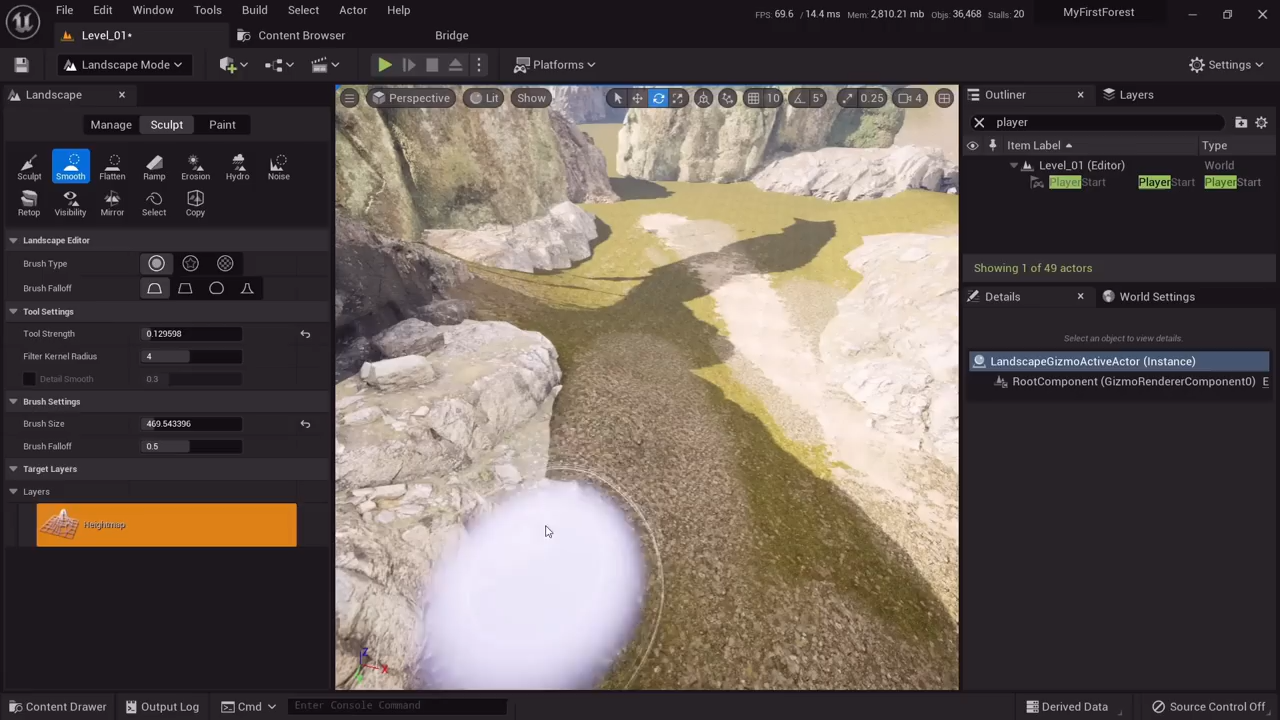 File Edit Window Tools Build Select Actor Help
FPS: 69.6 / 14.4 ms Mem: 2,810.21 mb Objs: 36,468 Stalls: 20
MyFirstForest
Level_01•
Content Browser
Bridge
Landscape Mode
Platforms
Settings
Landscape
Manage Sculpt Paint
Sculpt Smooth Flatten Ramp Erosion Hydro Noise
Retop Visibility Mirror Select Copy
Landscape Editor
Brush Type
Brush Falloff
Tool Settings
Tool Strength 0.129598
Filter Kernel Radius 4
Detail Smooth 0.3
Brush Settings
Brush Size 469.543396
Brush Falloff 0.5
Target Layers
Layers
Heightmap
Perspective Lit Show
10 5° 0.25 4
Z
X
Outliner
Layers
player
Item Label Type
Level_01 (Editor) World
PlayerStart PlayerStart PlayerStart
Showing 1 of 49 actors
Details
World Settings
Select an object to view details.
LandscapeGizmoActiveActor (Instance)
RootComponent (GizmoRendererComponent0) E
Content Drawer Output Log Cmd Enter Console Command
Derived Data Source Control Off